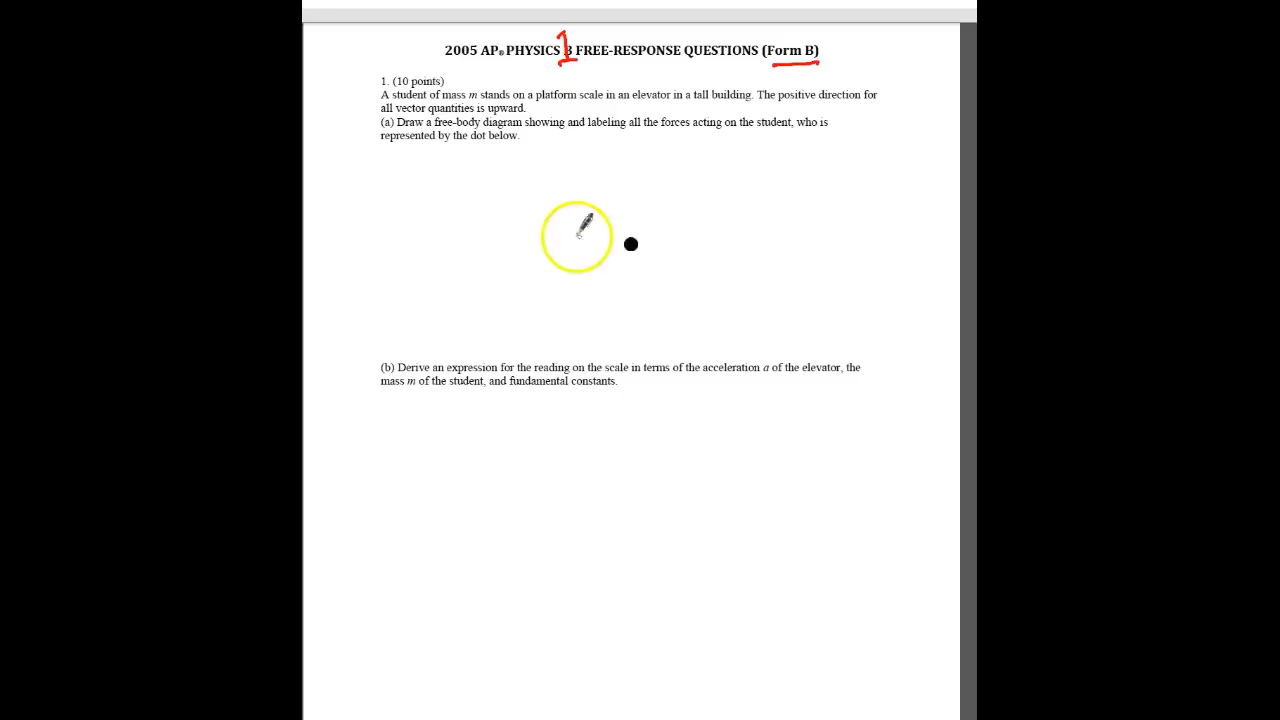 2005 AP® PHYSICS B FREE-RESPONSE QUESTIONS (Form B)
1
1. (10 points)
A student of mass m stands on a platform scale in an elevator in a tall building. The positive direction for
all vector quantities is upward.
(a) Draw a free-body diagram showing and labeling all the forces acting on the student, who is
represented by the dot below.
(b) Derive an expression for the reading on the scale in terms of the acceleration a of the elevator, the
mass m of the student, and fundamental constants.